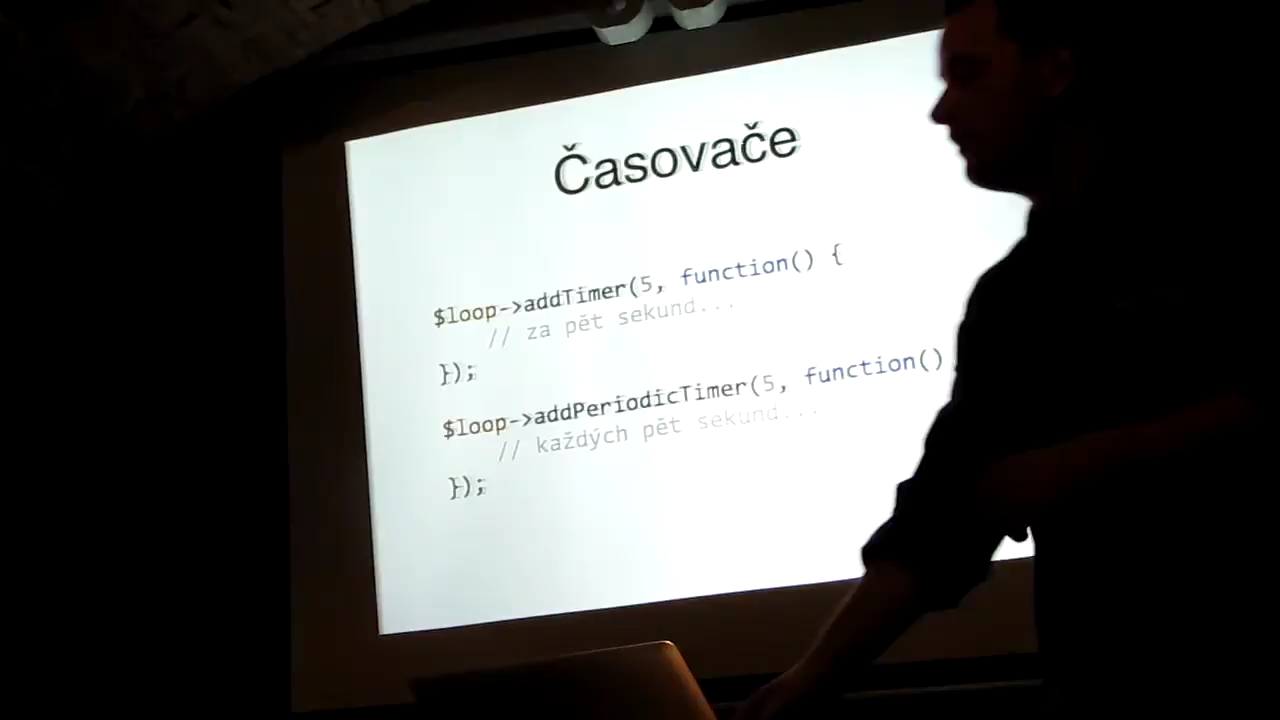 Časovače
$loop->addTimer(5, function() {
// za pět sekund...
});
$loop->addPeriodicTimer(5, function()
// každých pět sekund...
});